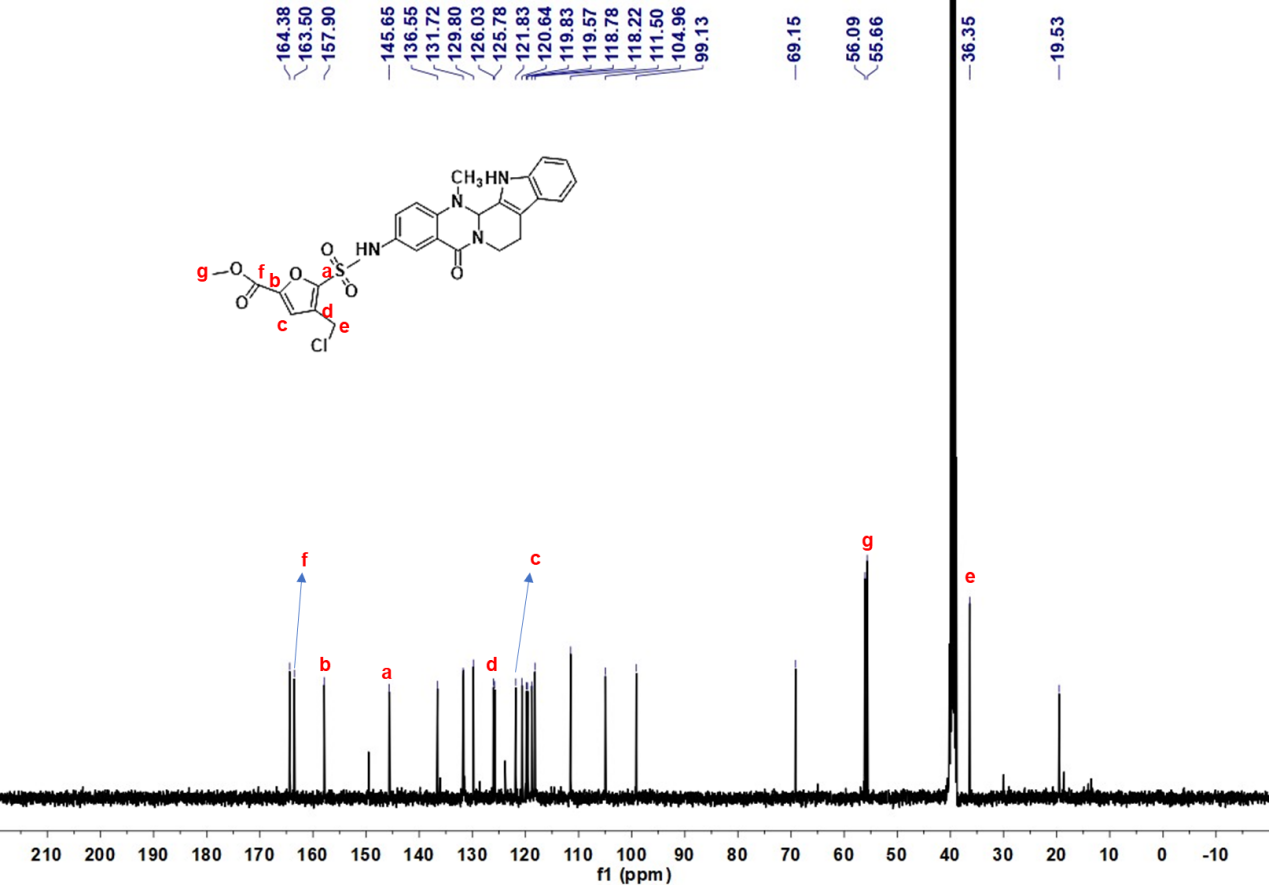 164.38
163.50
157.90
145.65
136.55
131.72
129.80
126.03
125.78
121.83
120.64
119.83
119.57
118.78
118.22
111.50
104.96
99.13
69.15
56.09
55.66
36.35
19.53
CH3 HN
N
N
O
HN
O
a S
O
g O f b O
O
c d e
Cl
f c g e
b a d
210 200 190 180 170 160 150 140 130 120 110 100 90 80 70 60 50 40 30 20 10 0 -10
f1 (ppm)